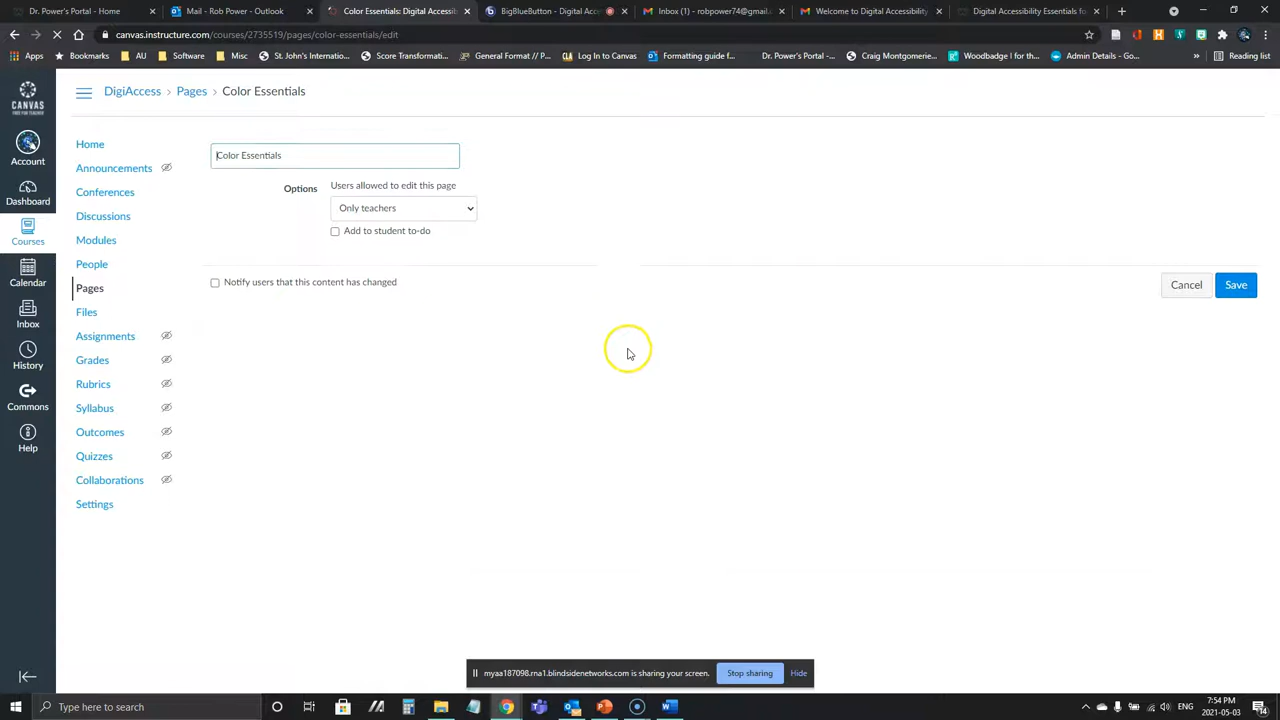 Dr. Power's Portal - Home
Mail - Rob Power - Outlook
Color Essentials: Digital Accessib
BigBlueButton - Digital Acce
Inbox (1) - robpower74@gmail.
Welcome to Digital Accessibility
Digital Accessibility Essentials fo
canvas.instructure.com/courses/2735519/pages/color-essentials/edit
Apps
Bookmarks
AU
Software
Misc
St. John's Internatio...
Score Transformati...
General Format // P...
Log In to Canvas
Formatting guide f...
Dr. Power's Portal -...
Craig Montgomerie...
Woodbadge I for th...
Admin Details - Go...
Reading list
CANVAS
FREE FOR TEACHER
Account
Dashboard
Courses
Calendar
Inbox
History
Commons
Help
DigiAccess > Pages > Color Essentials
Home
Announcements
Conferences
Discussions
Modules
People
Pages
Files
Assignments
Grades
Rubrics
Syllabus
Outcomes
Quizzes
Collaborations
Settings
Color Essentials
Options
Users allowed to edit this page
Only teachers
Add to student to-do
Notify users that this content has changed
Cancel
Save
myaa187098.rna1.blindsidenetworks.com is sharing your screen.
Stop sharing
Hide
Type here to search
ENG
7:54 PM
2021-05-03
14